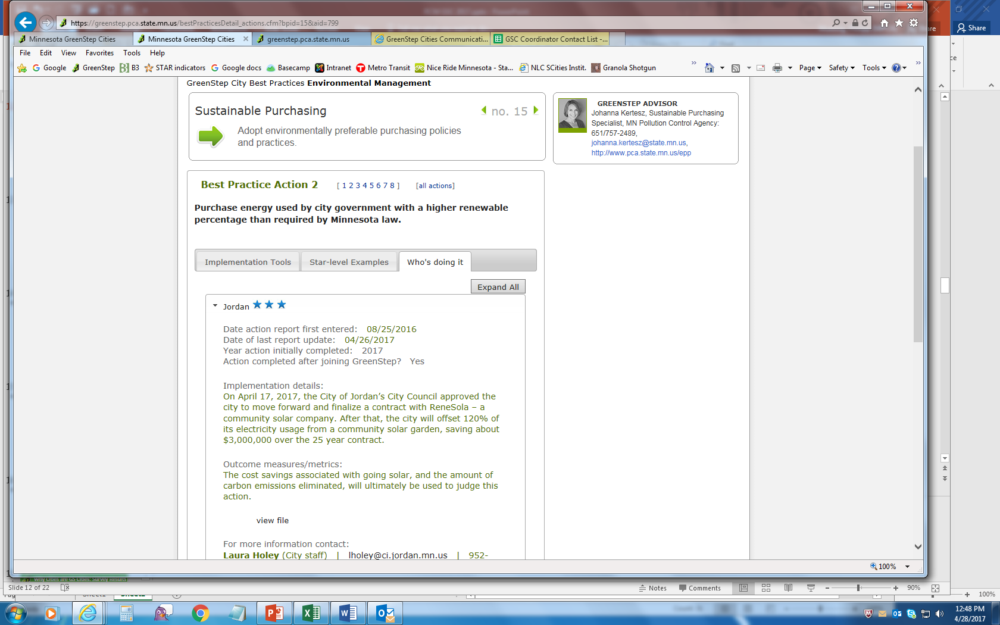 https://greenstep.pca.state.mn.us/bestPracticesDetail_actions.cfm?bpid=15&aid=799
Share
Minnesota GreenStep Cities
Minnesota GreenStep Cities
greenstep.pca.state.mn.us
GreenStep Cities Communicati...
GSC Coordinator Contact List -...
File Edit View Favorites Tools Help
Google GreenStep B3 STAR indicators Google docs Basecamp Intranet Metro Transit Nice Ride Minnesota - Sta... NLC SCities Instit. Granola Shotgun
Page Safety Tools
GreenStep City Best Practices Environmental Management
Sustainable Purchasing
no. 15
Adopt environmentally preferable purchasing policies
and practices.
GREENSTEP ADVISOR
Johanna Kertesz, Sustainable Purchasing
Specialist, MN Pollution Control Agency:
651/757-2489,
johanna.kertesz@state.mn.us,
http://www.pca.state.mn.us/epp
Best Practice Action 2 [ 1 2 3 4 5 6 7 8 ] [all actions]
Purchase energy used by city government with a higher renewable
percentage than required by Minnesota law.
Implementation Tools Star-level Examples Who's doing it
Expand All
Jordan
Date action report first entered: 08/25/2016
Date of last report update: 04/26/2017
Year action initially completed: 2017
Action completed after joining GreenStep? Yes
Implementation details:
On April 17, 2017, the City of Jordan’s City Council approved the
city to move forward and finalize a contract with ReneSola – a
community solar company. After that, the city will offset 120% of
its electricity usage from a community solar garden, saving about
$3,000,000 over the 25 year contract.
Outcome measures/metrics:
The cost savings associated with going solar, and the amount of
carbon emissions eliminated, will ultimately be used to judge this
action.
view file
For more information contact:
Laura Holey (City staff) | lholey@ci.jordan.mn.us | 952-
100%
Why Cities are GS Cities: Survey Results
Slide 12 of 22
Notes Comments 90%
100%
12:48 PM
4/28/2017